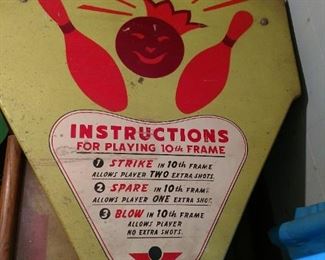 INSTRUCTIONS
FOR PLAYING 10th FRAME
1 STRIKE IN 10th FRAME
ALLOWS PLAYER TWO EXTRA SHOTS.
2 SPARE IN 10th FRAME
ALLOWS PLAYER ONE EXTRA SHOT.
3 BLOW IN 10th FRAME
ALLOWS PLAYER
NO EXTRA SHOTS.